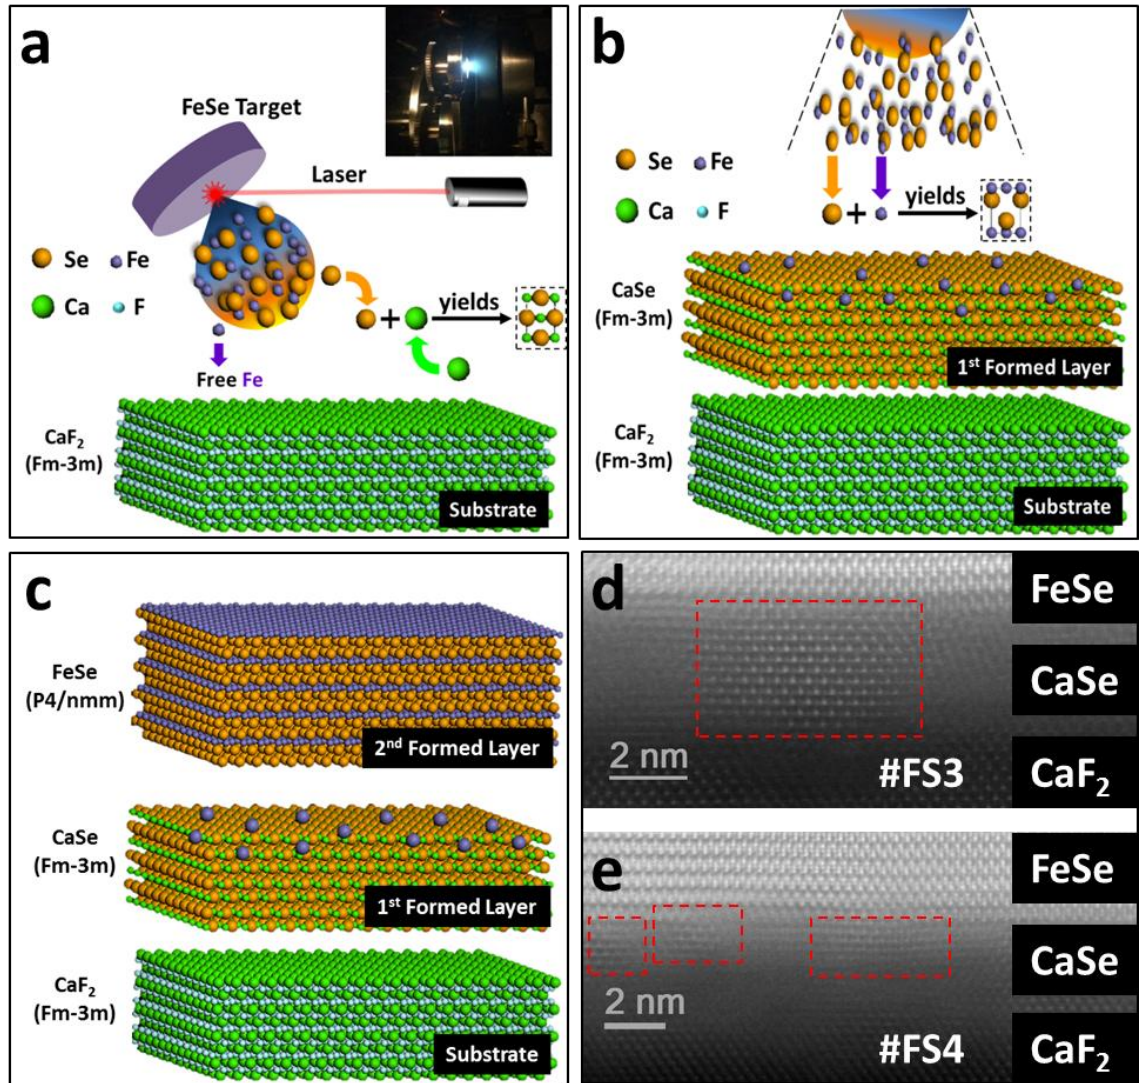 a
FeSe Target
Laser
Se Fe
Ca F
yields
+
Free Fe
CaF₂
(Fm-3m)
Substrate
b
Se Fe
Ca F
+
yields
CaSe
(Fm-3m)
1st Formed Layer
CaF₂
(Fm-3m)
Substrate
c
FeSe
(P4/nmm)
2nd Formed Layer
CaSe
(Fm-3m)
1st Formed Layer
CaF₂
(Fm-3m)
Substrate
d
FeSe
CaSe
2 nm
#FS3
CaF₂
e
FeSe
CaSe
2 nm
#FS4
CaF₂